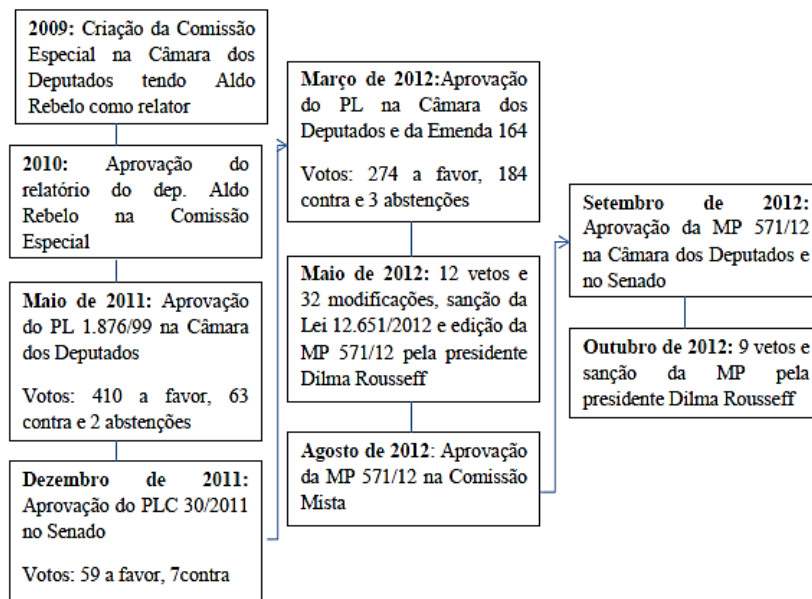 2009: Criação da Comissão
Especial na Câmara dos
Deputados tendo Aldo
Rebelo como relator
2010: Aprovação do
relatório do dep. Aldo
Rebelo na Comissão
Especial
Maio de 2011: Aprovação
do PL 1.876/99 na Câmara
dos Deputados
Votos: 410 a favor, 63
contra e 2 abstenções
Dezembro de 2011:
Aprovação do PLC 30/2011
no Senado
Votos: 59 a favor, 7contra
Março de 2012:Aprovação
do PL na Câmara dos
Deputados e da Emenda 164
Votos: 274 a favor, 184
contra e 3 abstenções
Maio de 2012: 12 vetos e
32 modificações, sanção da
Lei 12.651/2012 e edição da
MP 571/12 pela presidente
Dilma Rousseff
Agosto de 2012: Aprovação
da MP 571/12 na Comissão
Mista
Setembro de 2012:
Aprovação da MP 571/12
na Câmara dos Deputados e
no Senado
Outubro de 2012: 9 vetos e
sanção da MP pela
presidente Dilma Rousseff